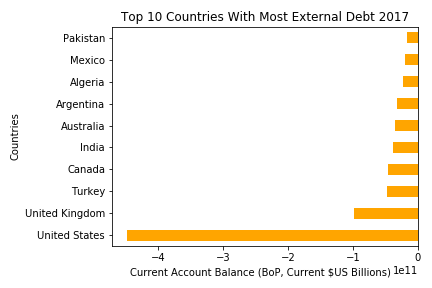 Top 10 Countries With Most External Debt 2017
Pakistan
Mexico
Algeria
Argentina
Australia
India
Canada
Turkey
United Kingdom
United States
Countries
−4 −3 −2 −1 0
1e11
Current Account Balance (BoP, Current $US Billions)